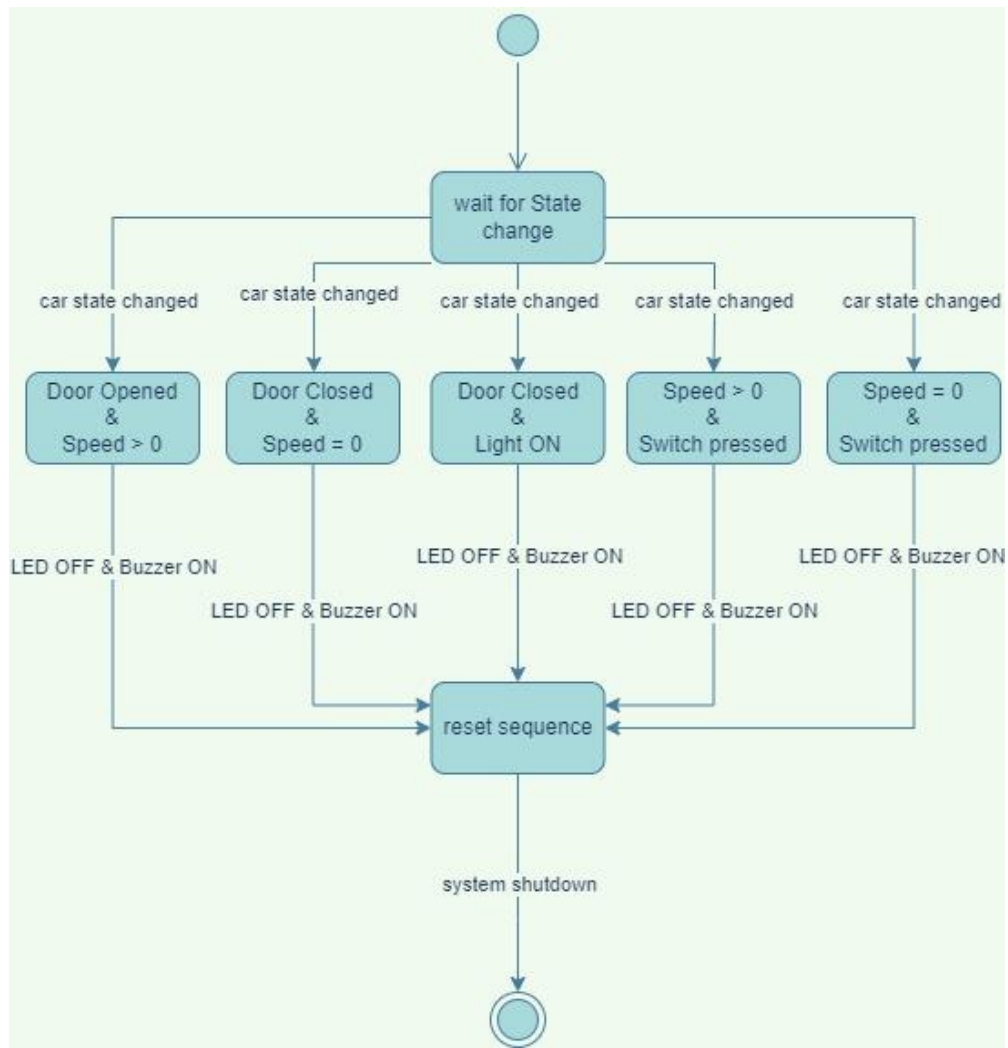 wait for State
change
car state changed
car state changed
car state changed
car state changed
car state changed
Door Opened
&
Speed > 0
Door Closed
&
Speed = 0
Door Closed
&
Light ON
Speed > 0
&
Switch pressed
Speed = 0
&
Switch pressed
LED OFF & Buzzer ON
LED OFF & Buzzer ON
LED OFF & Buzzer ON
LED OFF & Buzzer ON
LED OFF & Buzzer ON
reset sequence
system shutdown